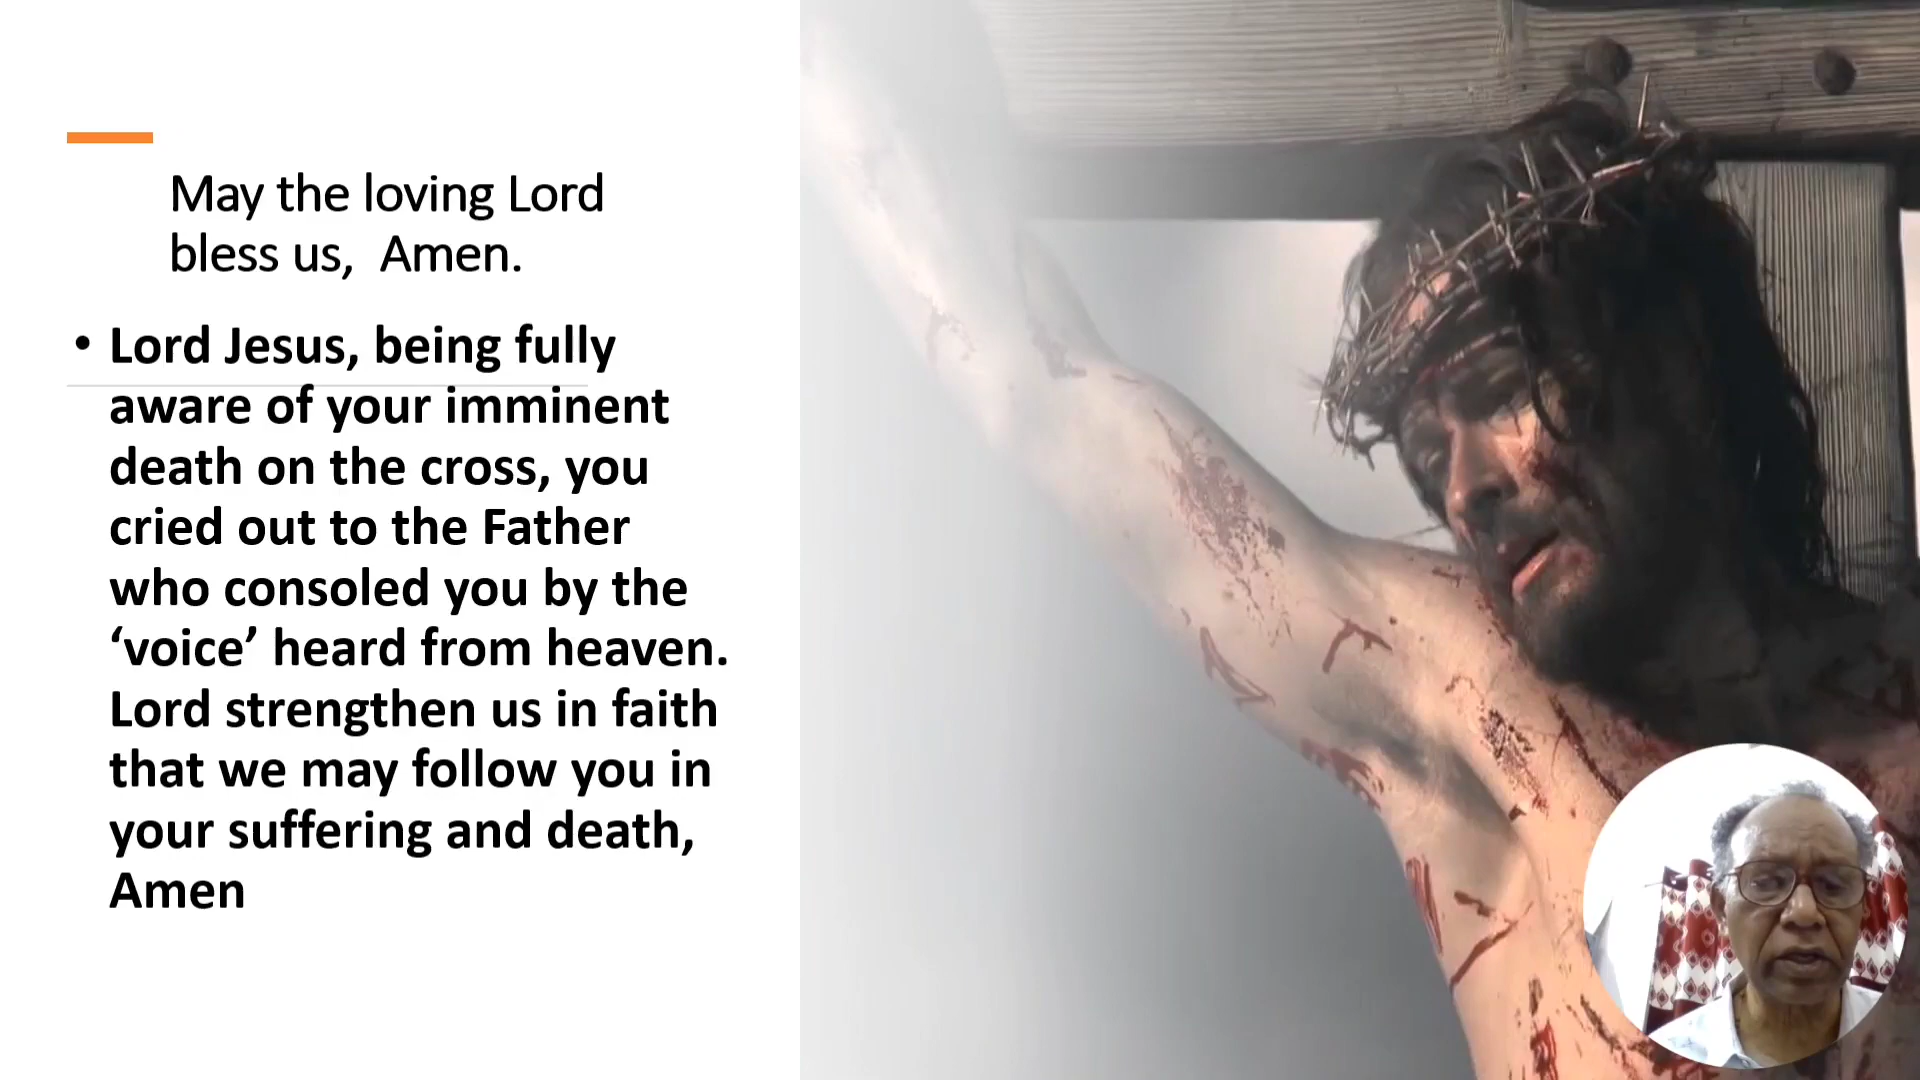 May the loving Lord
bless us,  Amen.
• Lord Jesus, being fully
aware of your imminent
death on the cross, you
cried out to the Father
who consoled you by the
‘voice’ heard from heaven.
Lord strengthen us in faith
that we may follow you in
your suffering and death,
Amen